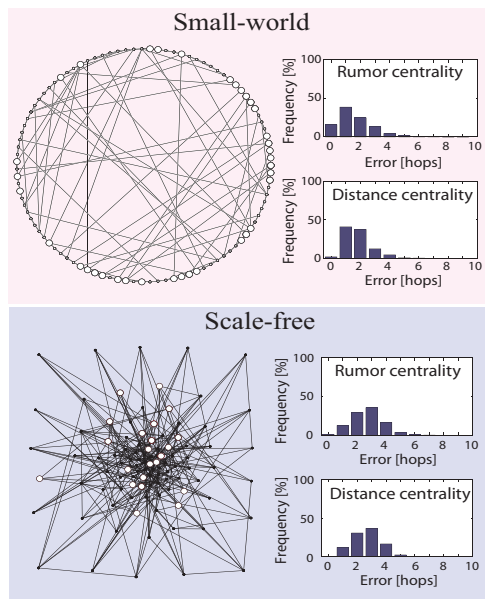 Small-world
Rumor centrality
Frequency [%]
100
50
0
0 2 4 6 8 10
Error [hops]
Distance centrality
Frequency [%]
100
50
0
0 2 4 6 8 10
Error [hops]
Scale-free
Rumor centrality
Frequency [%]
100
50
0
0 2 4 6 8 10
Error [hops]
Distance centrality
Frequency [%]
100
50
0
0 2 4 6 8 10
Error [hops]